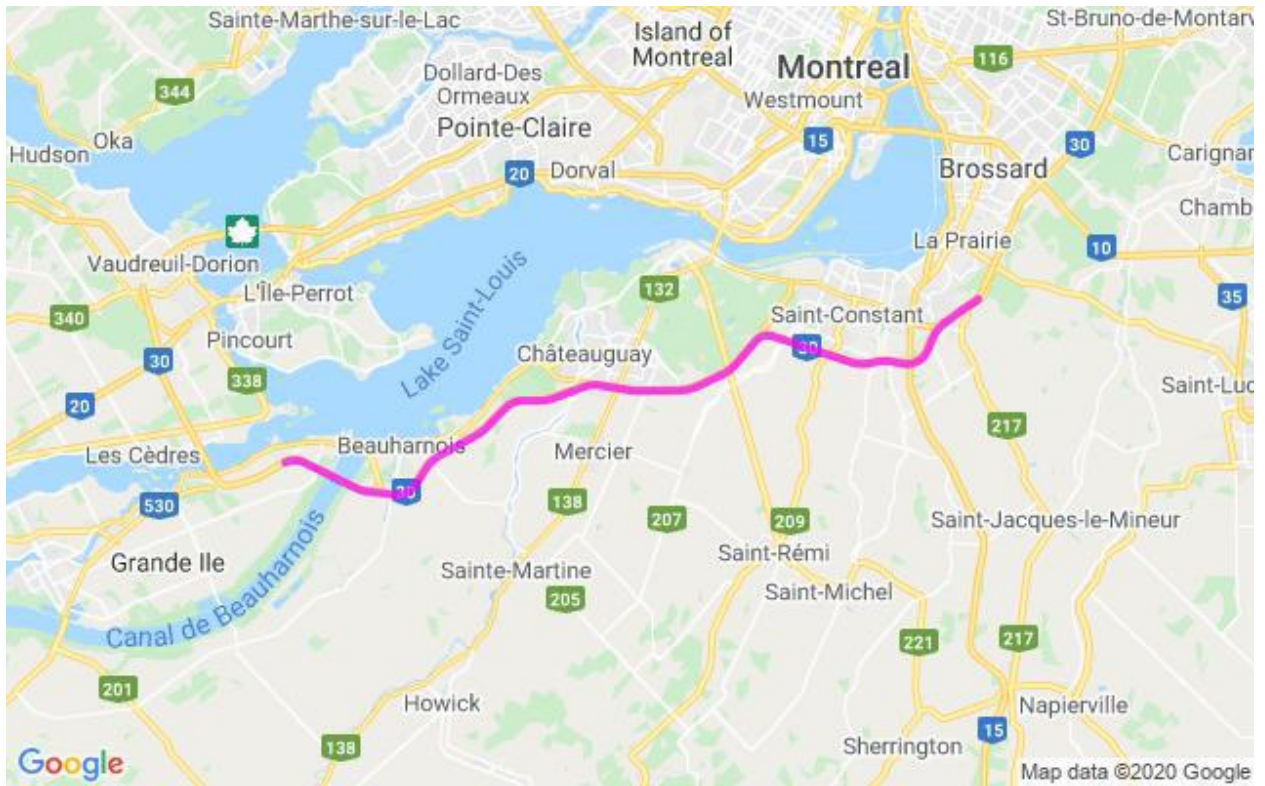 Sainte-Marthe-sur-le-Lac
St-Bruno-de-Montarv
Island of
Montreal
Montreal
116
Dollard-Des
Ormeaux
344
Westmount
Pointe-Claire
Oka
Hudson
15
30
Carignan
20
Dorval
Brossard
Chamb
Vaudreuil-Dorion
La Prairie
10
L'Île-Perrot
132
35
340
Saint-Constant
Pincourt
30
Lake Saint-Louis
Châteauguay
30
338
Saint-Luc
20
217
Beauharnois
Mercier
Les Cèdres
30
530
138
207
209
Saint-Jacques-le-Mineur
Grande Ile
Saint-Rémi
Sainte-Martine
Saint-Michel
205
Canal de Beauharnois
221
217
201
Howick
Napierville
15
138
Sherrington
Google
Map data ©2020 Google